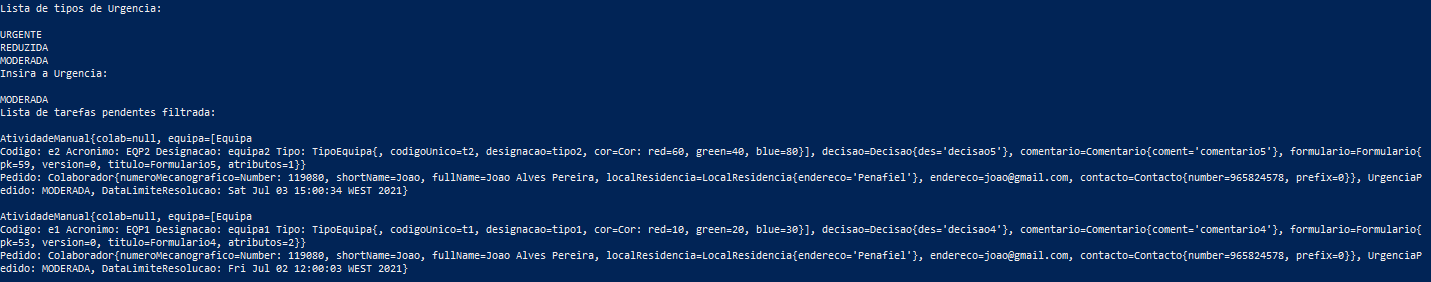 Lista de tipos de Urgencia:
URGENTE
REDUZIDA
MODERADA
Insira a Urgencia:
MODERADA
Lista de tarefas pendentes filtrada:
AtividadeManual{colab=null, equipa=[Equipa
Codigo: e2 Acronimo: EQP2 Designacao: equipa2 Tipo: TipoEquipa{, codigoUnico=t2, designacao=tipo2, cor=Cor: red=60, green=40, blue=80}], decisao=Decisao{des='decisao5'}, comentario=Comentario{coment='comentario5'}, formulario=Formulario{
pk=59, version=0, titulo=Formulario5, atributos=1}}
Pedido: Colaborador{numeroMecanografico=Number: 119080, shortName=Joao, fullName=Joao Alves Pereira, localResidencia=LocalResidencia{endereco='Penafiel'}, endereco=joao@gmail.com, contacto=Contacto{number=965824578, prefix=0}}, UrgenciaP
edido: MODERADA, DataLimiteResolucao: Sat Jul 03 15:00:34 WEST 2021}
AtividadeManual{colab=null, equipa=[Equipa
Codigo: e1 Acronimo: EQP1 Designacao: equipa1 Tipo: TipoEquipa{, codigoUnico=t1, designacao=tipo1, cor=Cor: red=10, green=20, blue=30}], decisao=Decisao{des='decisao4'}, comentario=Comentario{coment='comentario4'}, formulario=Formulario{
pk=53, version=0, titulo=Formulario4, atributos=2}}
Pedido: Colaborador{numeroMecanografico=Number: 119080, shortName=Joao, fullName=Joao Alves Pereira, localResidencia=LocalResidencia{endereco='Penafiel'}, endereco=joao@gmail.com, contacto=Contacto{number=965824578, prefix=0}}, UrgenciaP
edido: MODERADA, DataLimiteResolucao: Fri Jul 02 12:00:03 WEST 2021}